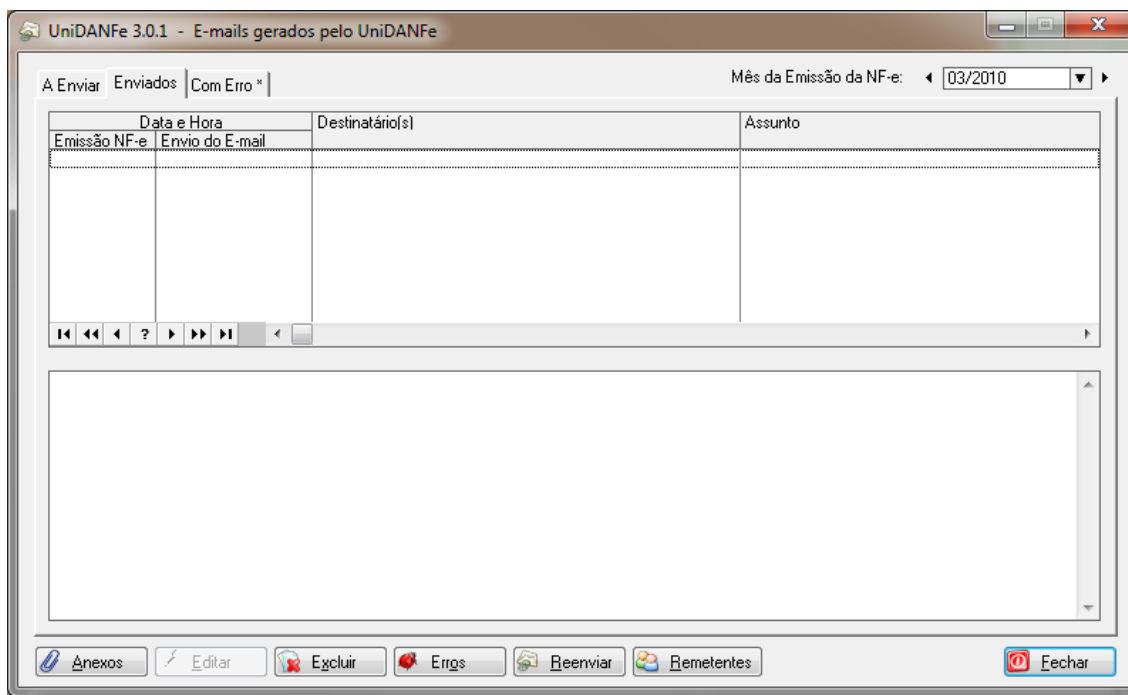 UniDANFe 3.0.1 - E-mails gerados pelo UniDANFe
A Enviar Enviados Com Erro * Mês da Emissão da NF-e: 03/2010
Data e Hora Destinatário(s) Assunto
Emissão NF-e Envio do E-mail
?
Anexos Editar Excluir Erros Reenviar Remetentes Fechar